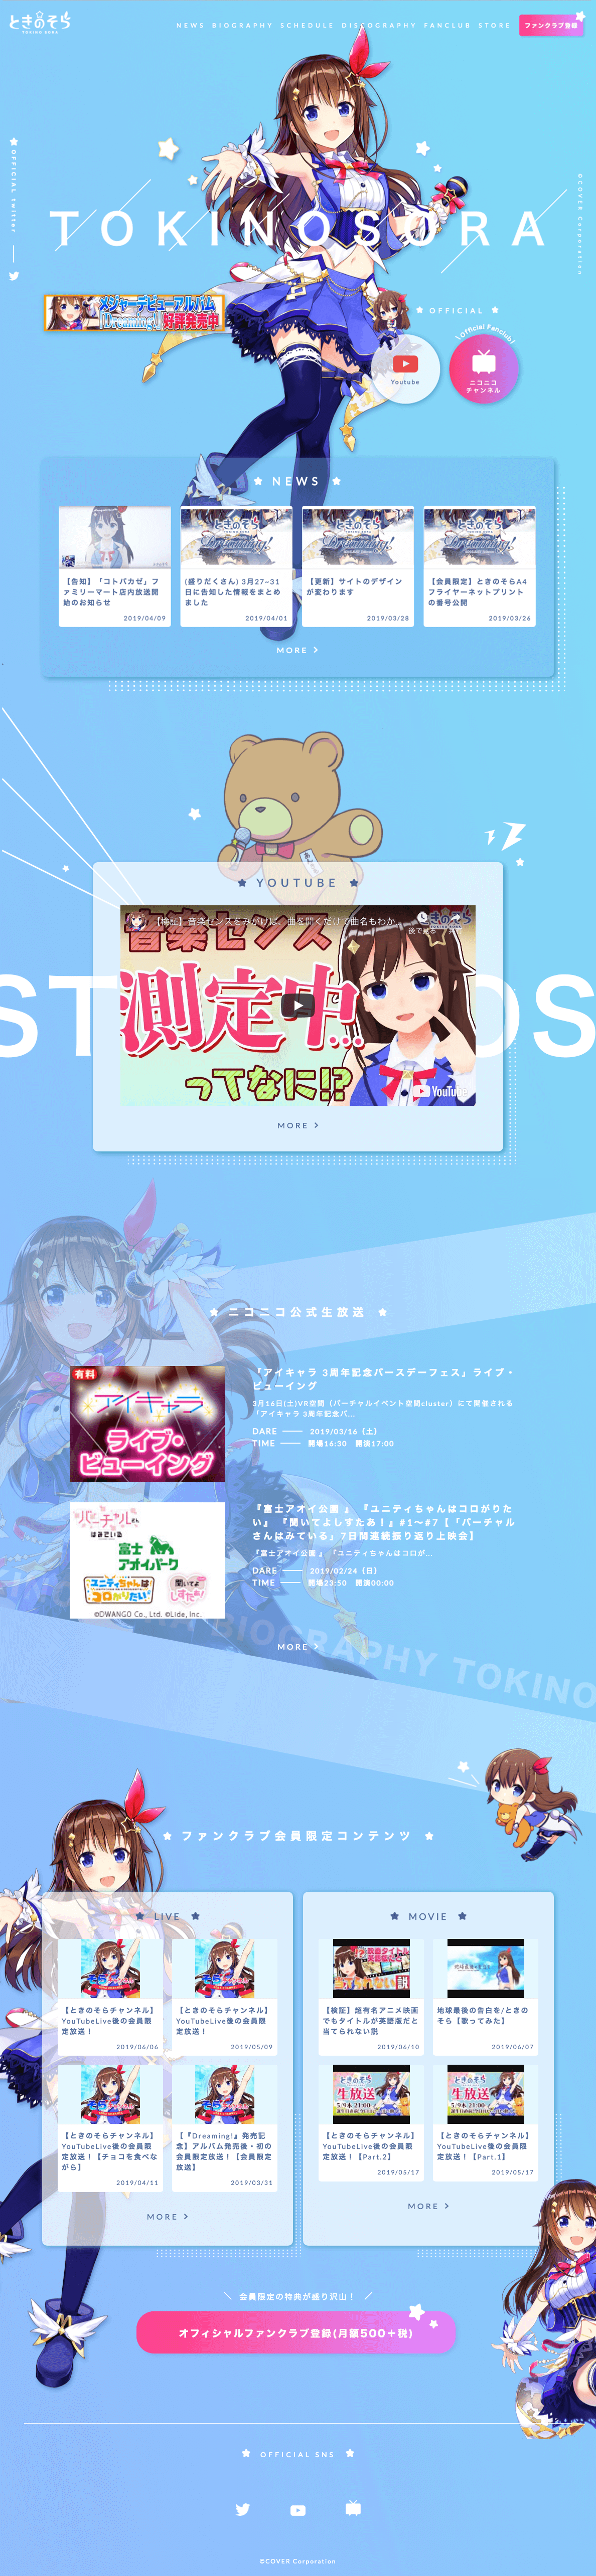 ときのそら
TOKINO SORA
NEWS BIOGRAPHY SCHEDULE DISCOGRAPHY FANCLUB STORE
ファンクラブ登録
OFFICIAL twitter
©COVER Corporation
TOKINOSORA
メジャーデビューアルバム
「Dreaming!」好評発売中
OFFICIAL
Youtube
Official Fanclub!
ニコニコ
チャンネル
NEWS
【告知】「コトバカゼ」フ
ァミリーマート店内放送開
始のお知らせ
2019/04/09
(盛りだくさん) 3月27~31
日に告知した情報をまとめ
ました
2019/04/01
【更新】サイトのデザイン
が変わります
2019/03/28
【会員限定】ときのそらA4
フライヤーネットプリント
の番号公開
2019/03/26
MORE
YOUTUBE
【検証】音楽センスをみがけば、曲を聞くだけで曲名もわか...
後で見る
音楽センス
測定中...
ってなに!?
YouTube
MORE
ニコニコ公式生放送
有料
アイキャラ
ライブ・
ビューイング
「アイキャラ 3周年記念バースデーフェス」ライブ・
ビューイング
3月16日(土)VR空間（バーチャルイベント空間cluster）にて開催される
「アイキャラ 3周年記念バ...
DARE 2019/03/16（土）
TIME 開場16:30 開演17:00
バーチャルさん
はみている
富士
アオイパーク
ユニティちゃんは
コロがりたい
聞いてよ
しずたあ!
©DWANGO Co., Ltd. ©Lide, Inc.
『富士アオイ公園 』 『ユニティちゃんはコロがりた
い』 『聞いてよしすたあ！』#1〜#7【『バーチャル
さんはみている』7日間連続振り返り上映会】
『富士アオイ公園 』 『ユニティちゃんはコロが...
DARE 2019/02/24（日）
TIME 開場23:50 開演00:00
MORE
BIOGRAPHY TOKINO
ファンクラブ会員限定コンテンツ
LIVE
【ときのそらチャンネル】
YouTubeLive後の会員限
定放送！
2019/06/06
【ときのそらチャンネル】
YouTubeLive後の会員限
定放送！
2019/05/09
【ときのそらチャンネル】
YouTubeLive後の会員限
定放送！【チョコを食べな
がら】
2019/04/11
【『Dreaming!』発売記
念】アルバム発売後・初の
会員限定放送！【会員限定
放送】
2019/03/31
MORE
MOVIE
【検証】超有名アニメ映画
でもタイトルが英語版だと
当てられない説
2019/06/10
地球最後の告白を/ときの
そら【歌ってみた】
2019/06/07
【ときのそらチャンネル】
YouTubeLive後の会員限
定放送！【Part.2】
2019/05/17
【ときのそらチャンネル】
YouTubeLive後の会員限
定放送！【Part.1】
2019/05/17
MORE
会員限定の特典が盛り沢山！
オフィシャルファンクラブ登録(月額500+税)
OFFICIAL SNS
©COVER Corporation